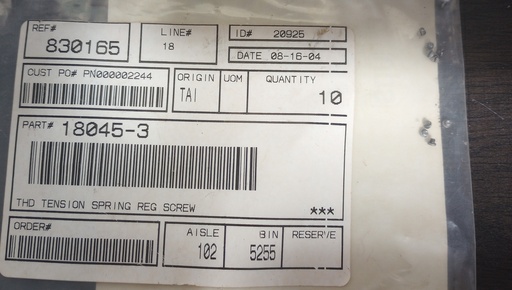 REF# 830165
LINE# 18
ID# 20925
DATE 08-16-04
CUST PO# PN000002244
ORIGIN TAI
UOM
QUANTITY 10
PART# 18045-3
THD TENSION SPRING REG SCREW ***
ORDER#
AISLE 102
BIN 5255
RESERVE